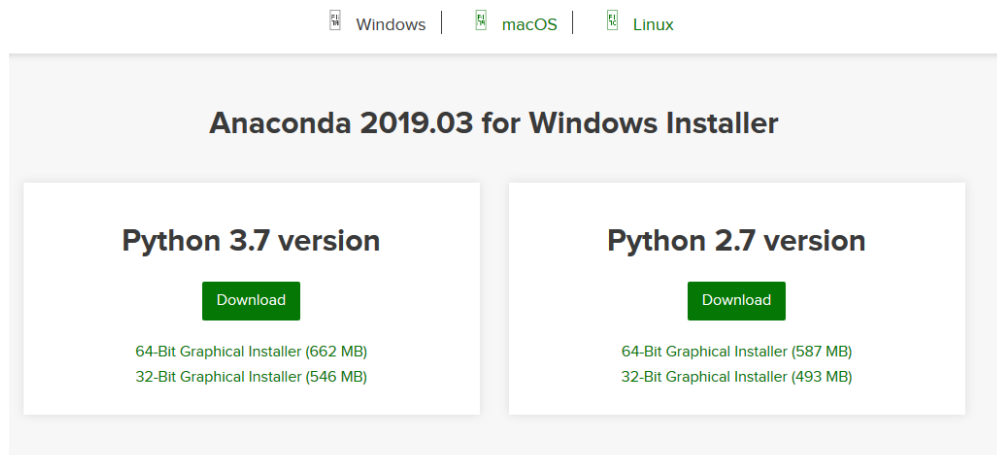 Windows macOS Linux
Anaconda 2019.03 for Windows Installer
Python 3.7 version
Download
64-Bit Graphical Installer (662 MB)
32-Bit Graphical Installer (546 MB)
Python 2.7 version
Download
64-Bit Graphical Installer (587 MB)
32-Bit Graphical Installer (493 MB)